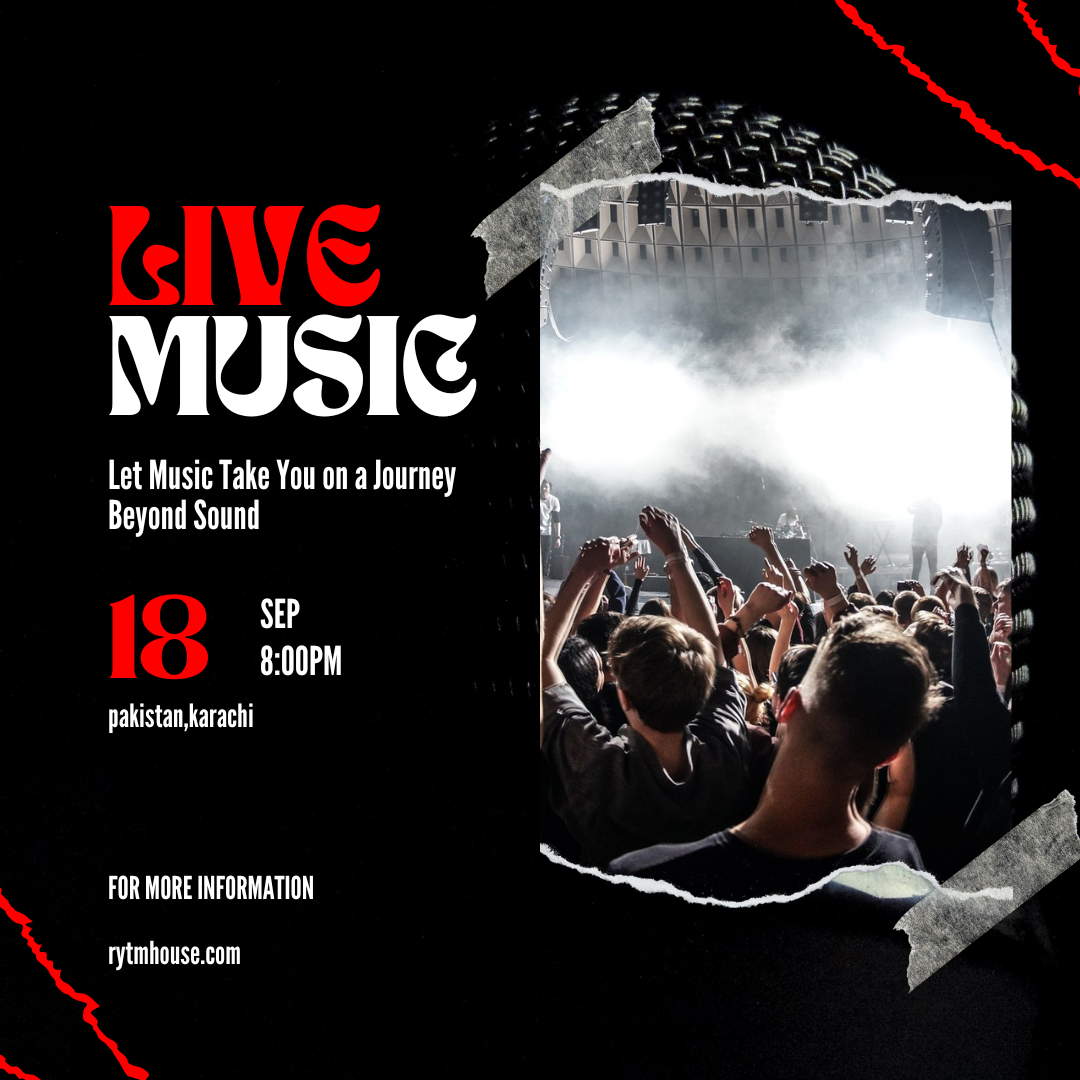 LIVE
MUSIC
Let Music Take You on a Journey
Beyond Sound
18
SEP
8:00PM
pakistan,karachi
FOR MORE INFORMATION
rytmhouse.com